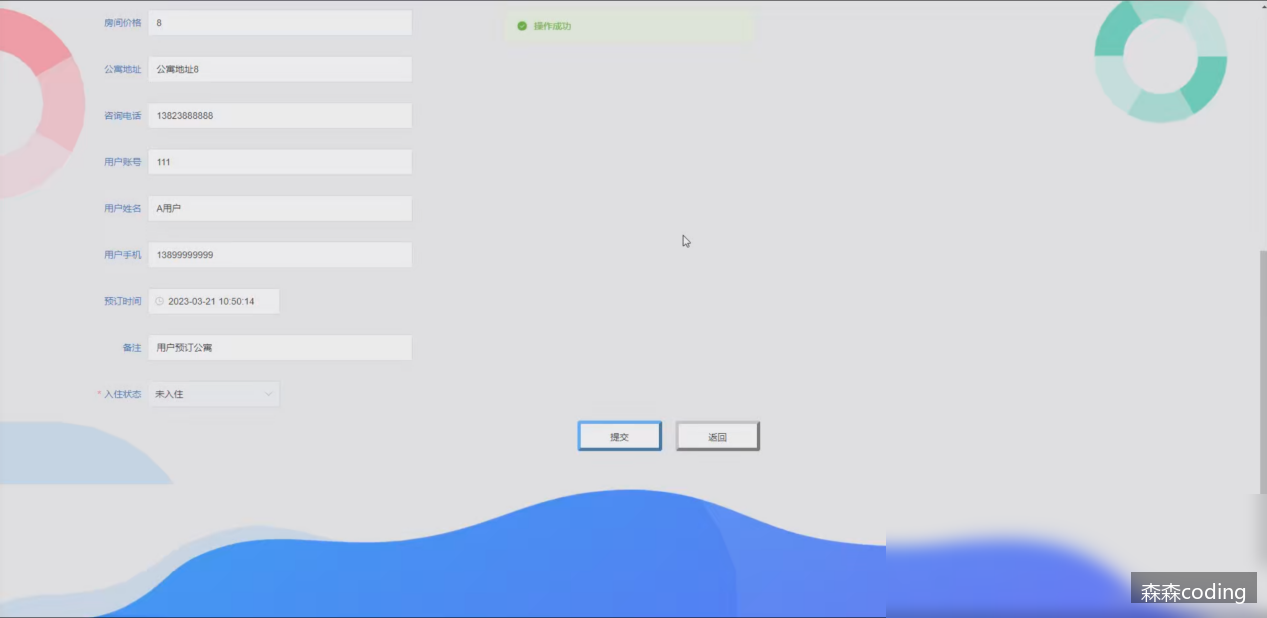 房间价格 8
操作成功
公寓地址 公寓地址8
咨询电话 13823888888
用户账号 111
用户姓名 A用户
用户手机 13899999999
预订时间 2023-03-21 10:50:14
备注 用户预订公寓
* 入住状态 未入住
提交 返回
森森coding